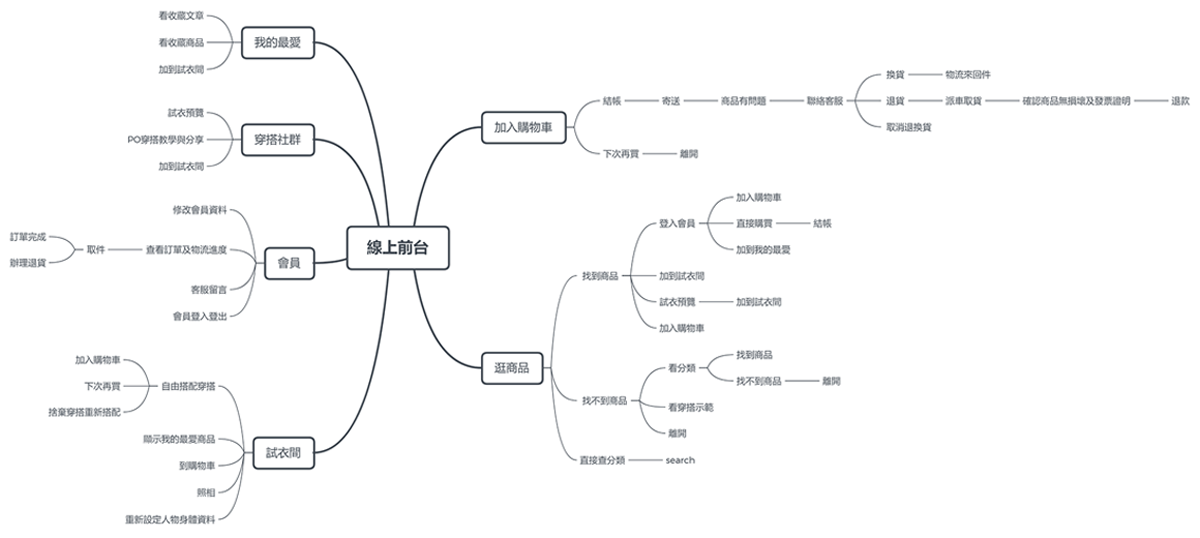 線上前台
我的最愛
看收藏文章
看收藏商品
加到試衣間
穿搭社群
試衣預覽
PO穿搭教學與分享
加到試衣間
會員
修改會員資料
查看訂單及物流進度
取件
訂單完成
辦理退貨
客服留言
會員登入登出
試衣間
自由搭配穿搭
加入購物車
下次再買
捨棄穿搭重新搭配
顯示我的最愛商品
到購物車
照相
重新設定人物身體資料
加入購物車
結帳
寄送
商品有問題
聯絡客服
換貨
物流來回件
退貨
派車取貨
確認商品無損壞及發票證明
退款
取消退換貨
下次再買
離開
逛商品
找到商品
登入會員
加入購物車
直接購買
結帳
加到我的最愛
加到試衣間
試衣預覽
加到試衣間
加入購物車
找不到商品
看分類
找到商品
找不到商品
離開
看穿搭示範
離開
直接查分類
search